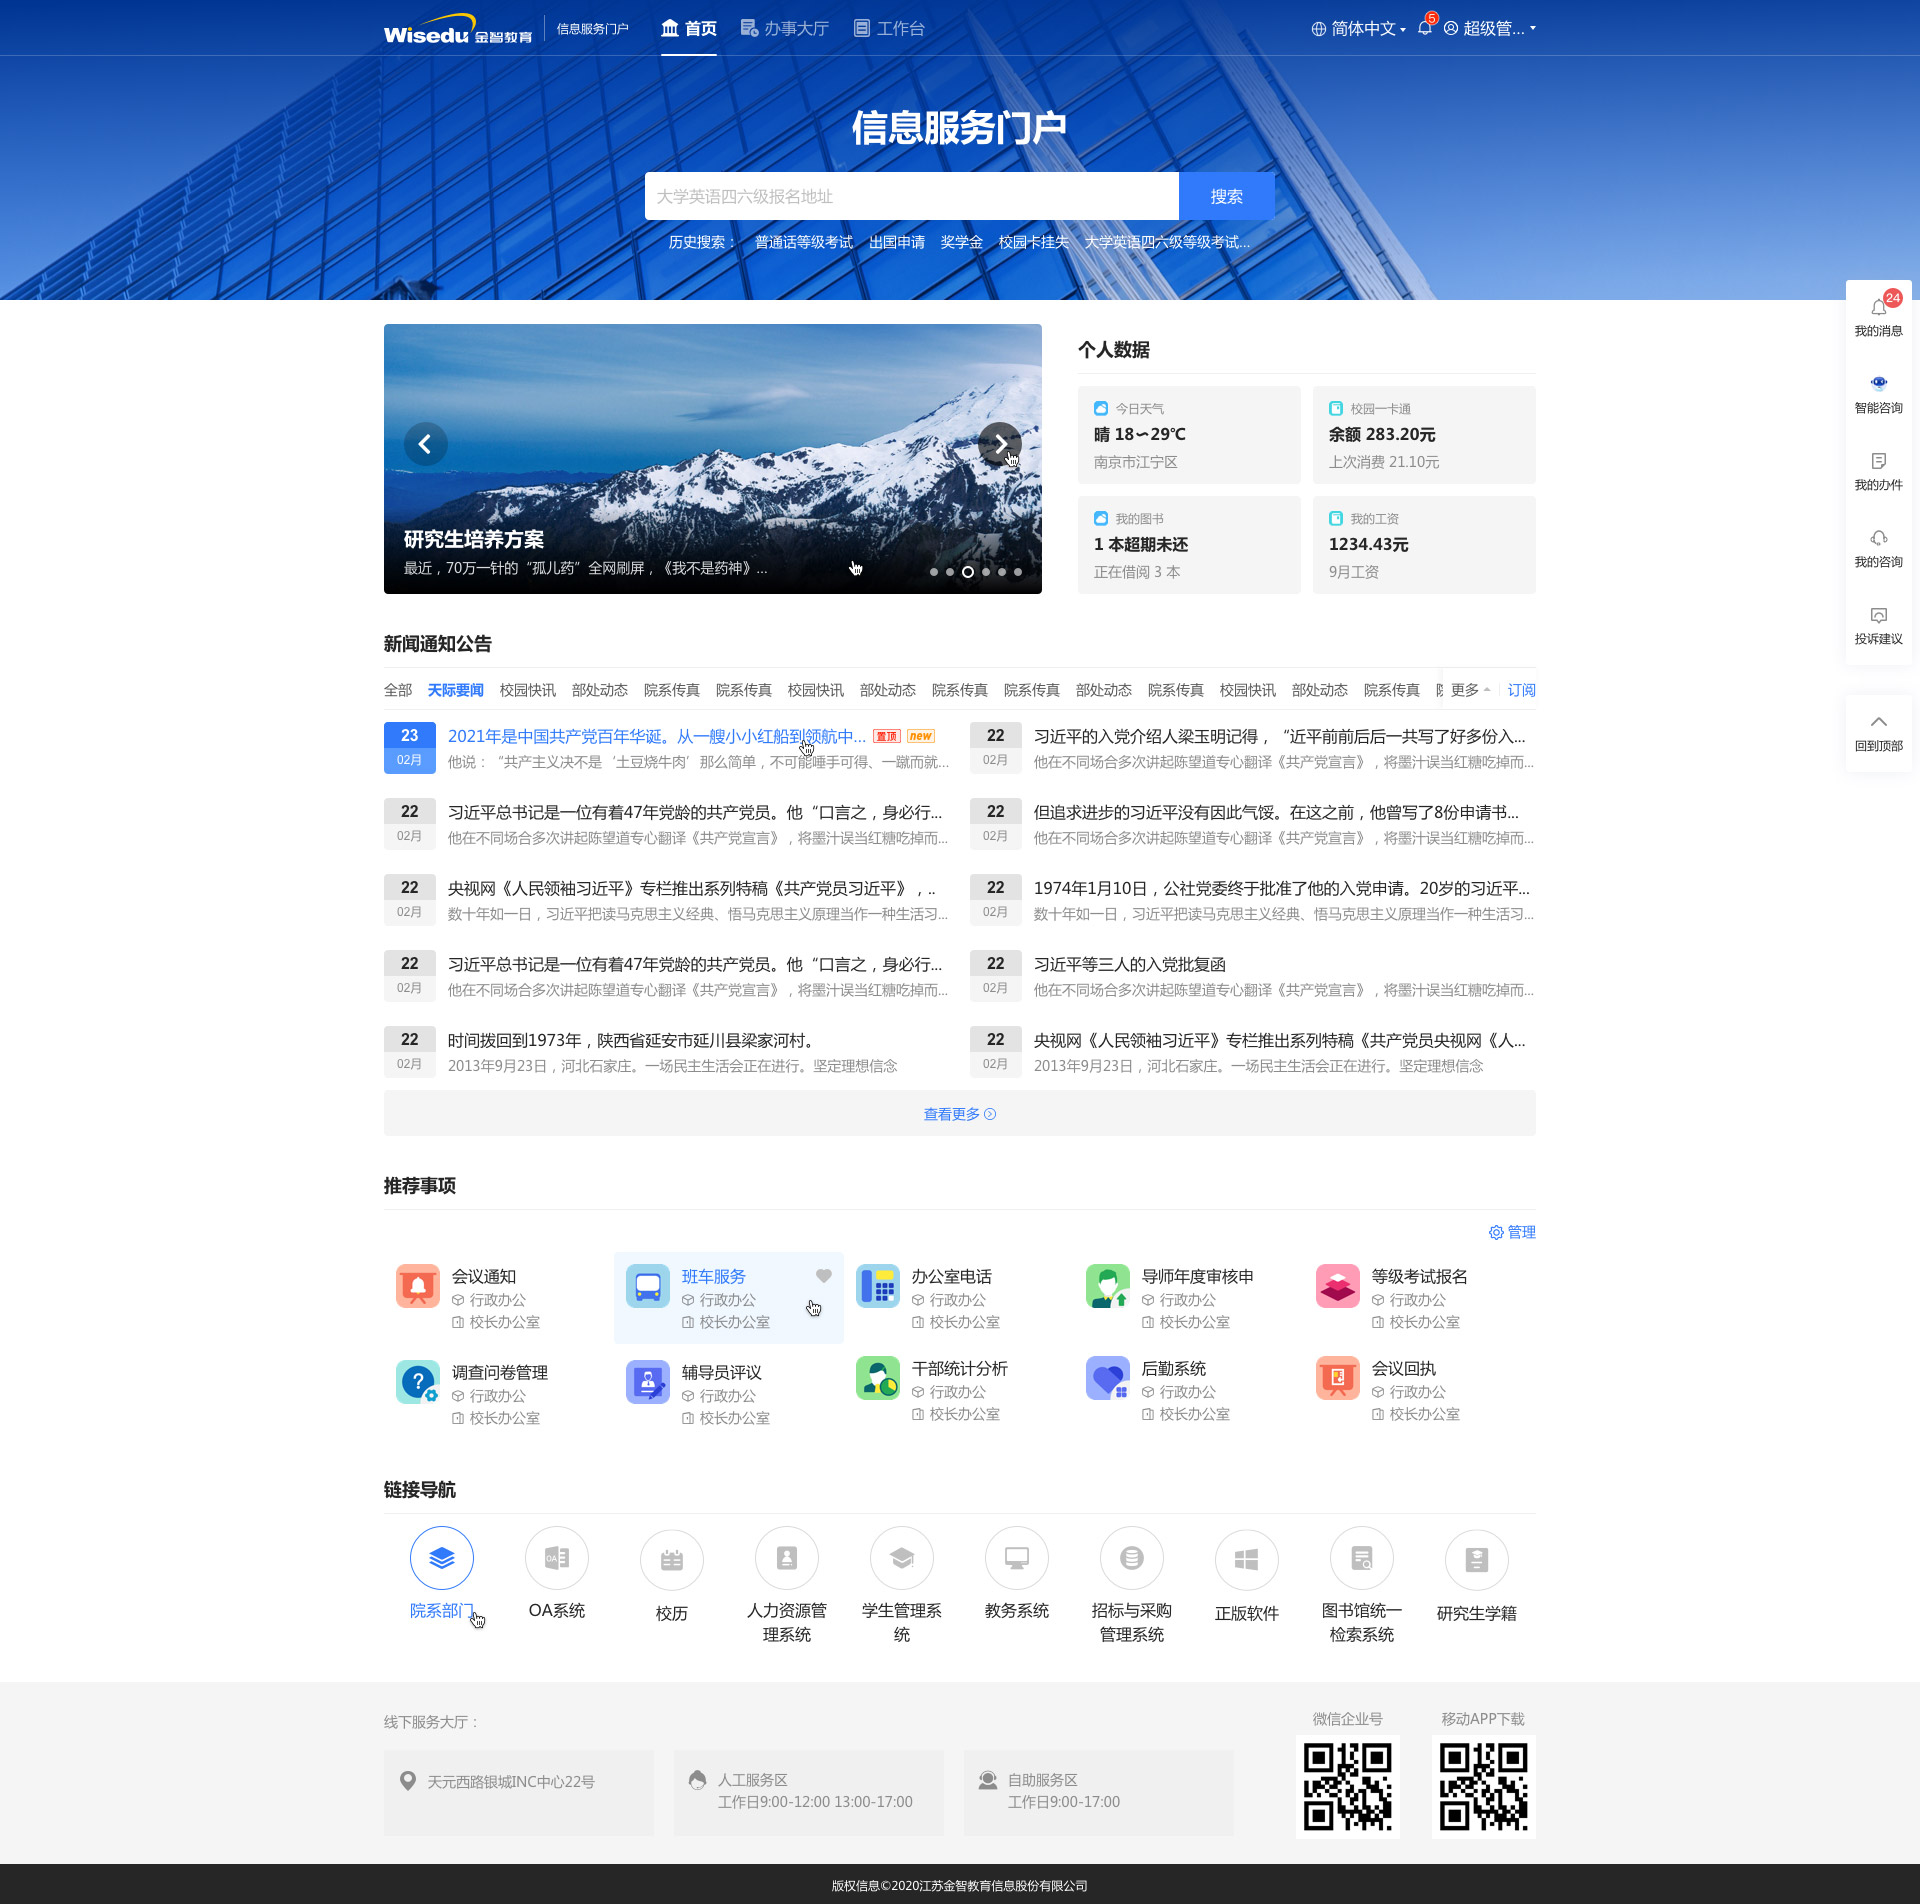 Wisedu 金智教育 信息服务门户 首页 办事大厅 工作台 简体中文 5 超级管...
信息服务门户
大学英语四六级报名地址 搜索
历史搜索： 普通话等级考试 出国申请 奖学金 校园卡挂失 大学英语四六级等级考试...
研究生培养方案
最近，70万一针的“孤儿药”全网刷屏，《我不是药神》...
个人数据
今日天气
晴 18~29℃
南京市江宁区
校园一卡通
余额 283.20元
上次消费 21.10元
我的图书
1 本超期未还
正在借阅 3 本
我的工资
1234.43元
9月工资
24
我的消息
智能咨询
我的办件
我的咨询
投诉建议
回到顶部
新闻通知公告
全部 天际要闻 校园快讯 部处动态 院系传真 院系传真 校园快讯 部处动态 院系传真 院系传真 部处动态 院系传真 校园快讯 部处动态 院系传真 更多 订阅
23 2021年是中国共产党百年华诞。从一艘小小红船到领航中... 置顶 new
02月 他说：“共产主义决不是‘土豆烧牛肉’那么简单，不可能唾手可得、一蹴而就...
22 习近平的入党介绍人梁玉明记得，“近平前前后后一共写了好多份入...
02月 他在不同场合多次讲起陈望道专心翻译《共产党宣言》，将墨汁误当红糖吃掉而...
22 习近平总书记是一位有着47年党龄的共产党员。他“口言之，身必行...
02月 他在不同场合多次讲起陈望道专心翻译《共产党宣言》，将墨汁误当红糖吃掉而...
22 但追求进步的习近平没有因此气馁。在这之前，他曾写了8份申请书...
02月 他在不同场合多次讲起陈望道专心翻译《共产党宣言》，将墨汁误当红糖吃掉而...
22 央视网《人民领袖习近平》专栏推出系列特稿《共产党员习近平》，..
02月 数十年如一日，习近平把读马克思主义经典、悟马克思主义原理当作一种生活习...
22 1974年1月10日，公社党委终于批准了他的入党申请。20岁的习近平...
02月 数十年如一日，习近平把读马克思主义经典、悟马克思主义原理当作一种生活习...
22 习近平总书记是一位有着47年党龄的共产党员。他“口言之，身必行...
02月 他在不同场合多次讲起陈望道专心翻译《共产党宣言》，将墨汁误当红糖吃掉而...
22 习近平等三人的入党批复函
02月 他在不同场合多次讲起陈望道专心翻译《共产党宣言》，将墨汁误当红糖吃掉而...
22 时间拨回到1973年，陕西省延安市延川县梁家河村。
02月 2013年9月23日，河北石家庄。一场民主生活会正在进行。坚定理想信念
22 央视网《人民领袖习近平》专栏推出系列特稿《共产党员央视网《人...
02月 2013年9月23日，河北石家庄。一场民主生活会正在进行。坚定理想信念
查看更多
推荐事项
管理
会议通知
行政办公
校长办公室
班车服务
行政办公
校长办公室
办公室电话
行政办公
校长办公室
导师年度审核申
行政办公
校长办公室
等级考试报名
行政办公
校长办公室
调查问卷管理
行政办公
校长办公室
辅导员评议
行政办公
校长办公室
干部统计分析
行政办公
校长办公室
后勤系统
行政办公
校长办公室
会议回执
行政办公
校长办公室
链接导航
院系部门
OA
OA系统
校历
人力资源管
理系统
学生管理系
统
教务系统
招标与采购
管理系统
正版软件
图书馆统一
检索系统
研究生学籍
线下服务大厅：
天元西路银城INC中心22号
人工服务区
工作日9:00-12:00 13:00-17:00
自助服务区
工作日9:00-17:00
微信企业号
移动APP下载
版权信息©2020江苏金智教育信息股份有限公司